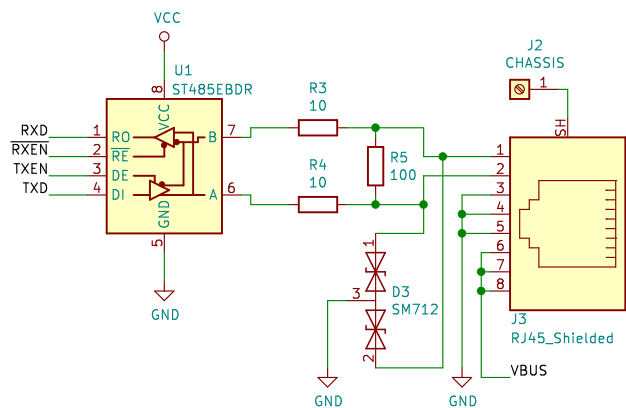 VCC
J2
CHASSIS
1
U1
ST485EBDR
8
VCC
R3
10
SH
RXD
1
RO
B
7
1
RXEN
2
RE
R5
100
2
TXEN
3
DE
R4
10
3
TXD
4
DI
A
6
4
GND
5
5
1
6
7
3
D3
SM712
8
GND
2
J3
RJ45_Shielded
VBUS
GND
GND